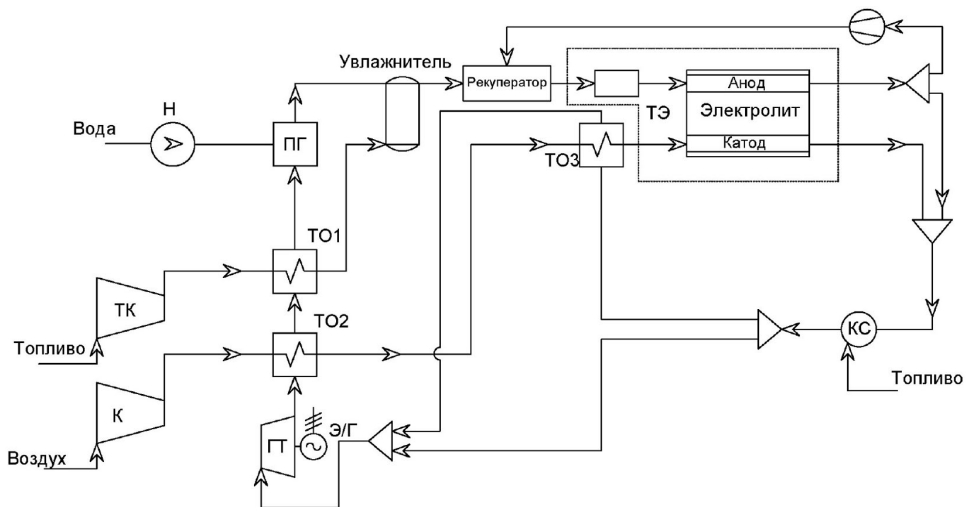 Увлажнитель
Рекуператор
Анод
ТЭ
Электролит
Н
Вода
ПГ
ТО3
Катод
ТО1
ТК
ТО2
КС
Топливо
Топливо
К
Э/Г
ГТ
Воздух